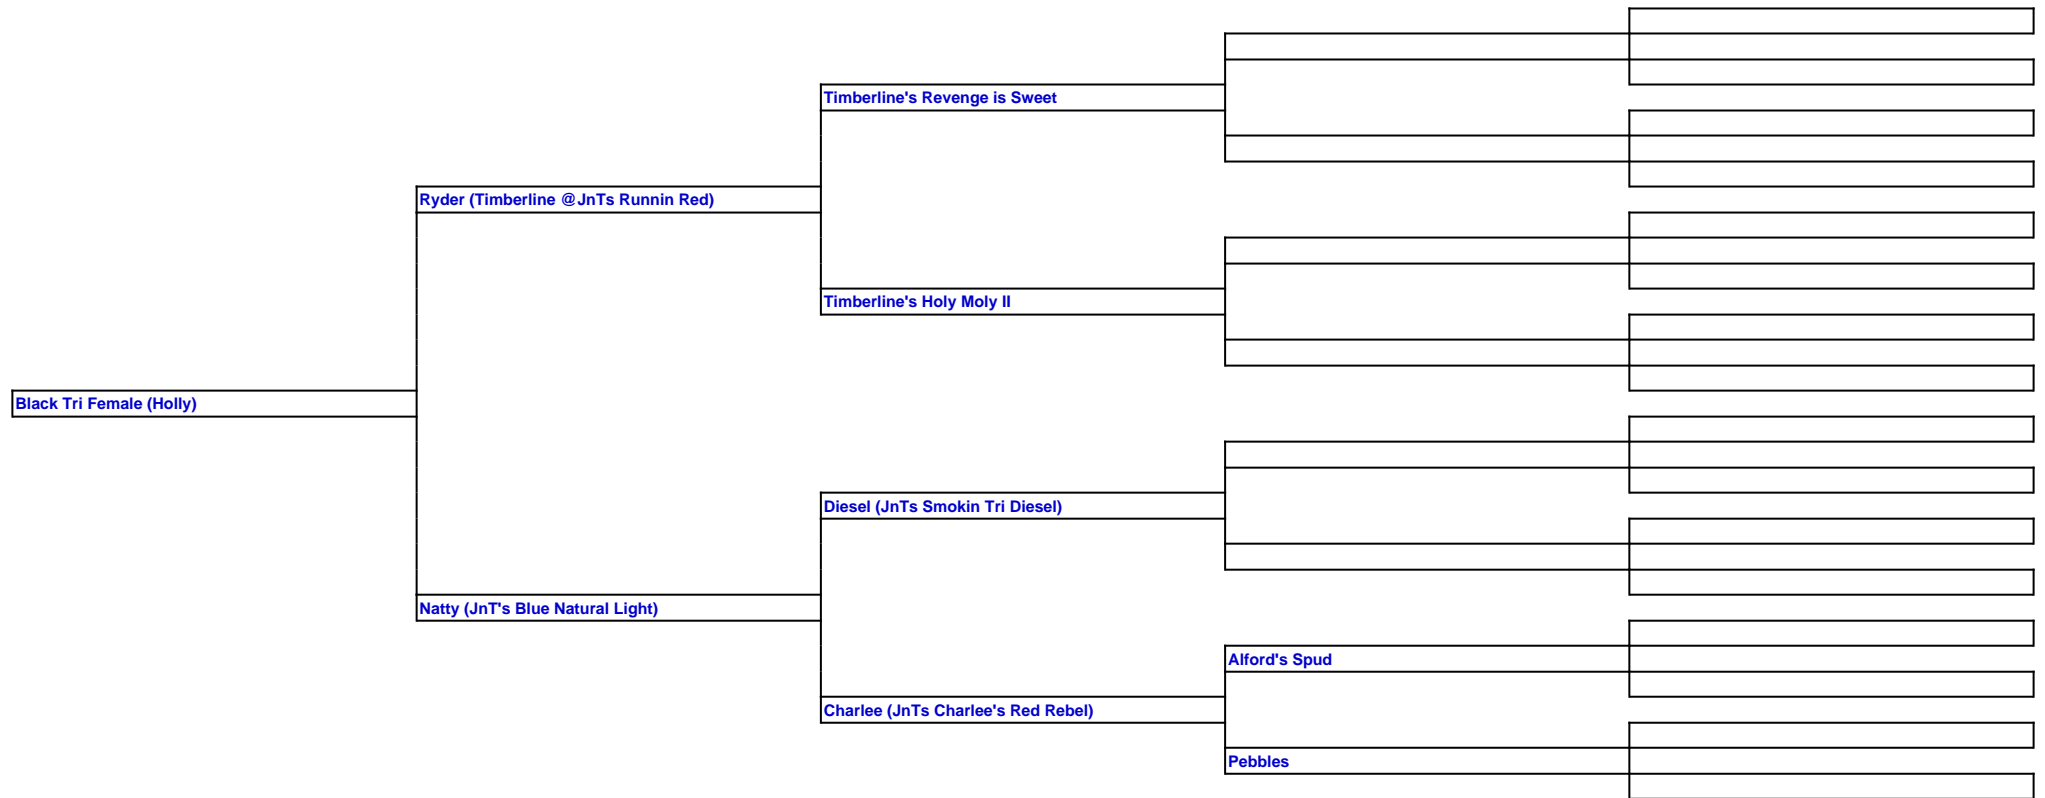 Timberline's Revenge is Sweet
Ryder (Timberline @JnTs Runnin Red)
Timberline's Holy Moly II
Black Tri Female (Holly)
Diesel (JnTs Smokin Tri Diesel)
Natty (JnT's Blue Natural Light)
Alford's Spud
Charlee (JnTs Charlee's Red Rebel)
Pebbles